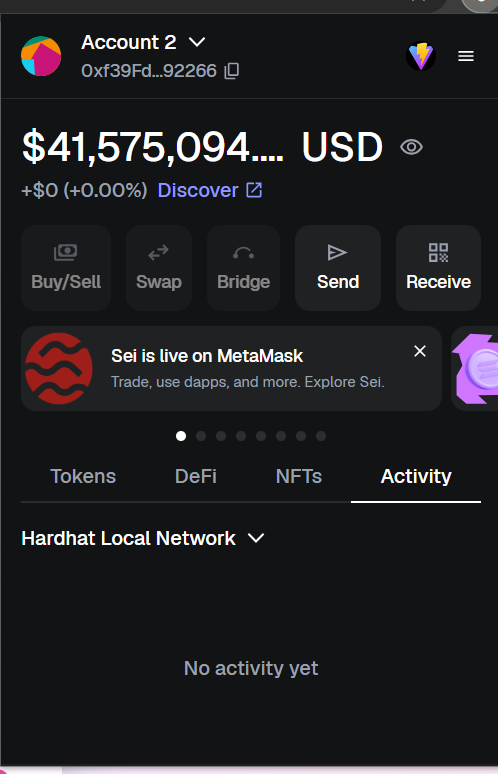 Account 2
0xf39Fd...92266
$41,575,094.... USD
+$0 (+0.00%) Discover
Buy/Sell
Swap
Bridge
Send
Receive
Sei is live on MetaMask
Trade, use dapps, and more. Explore Sei.
Tokens
DeFi
NFTs
Activity
Hardhat Local Network
No activity yet